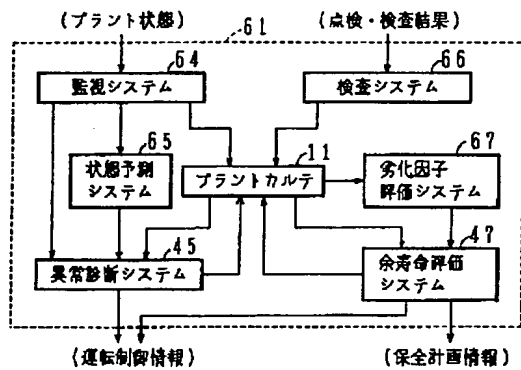 (プラント状態)
61
(点検・検査結果)
64
監視システム
66
検査システム
65
状態予測
システム
11
プラントカルテ
67
劣化因子
評価システム
45
異常診断システム
47
余寿命評価
システム
(運転制御情報)
(保全計画情報)